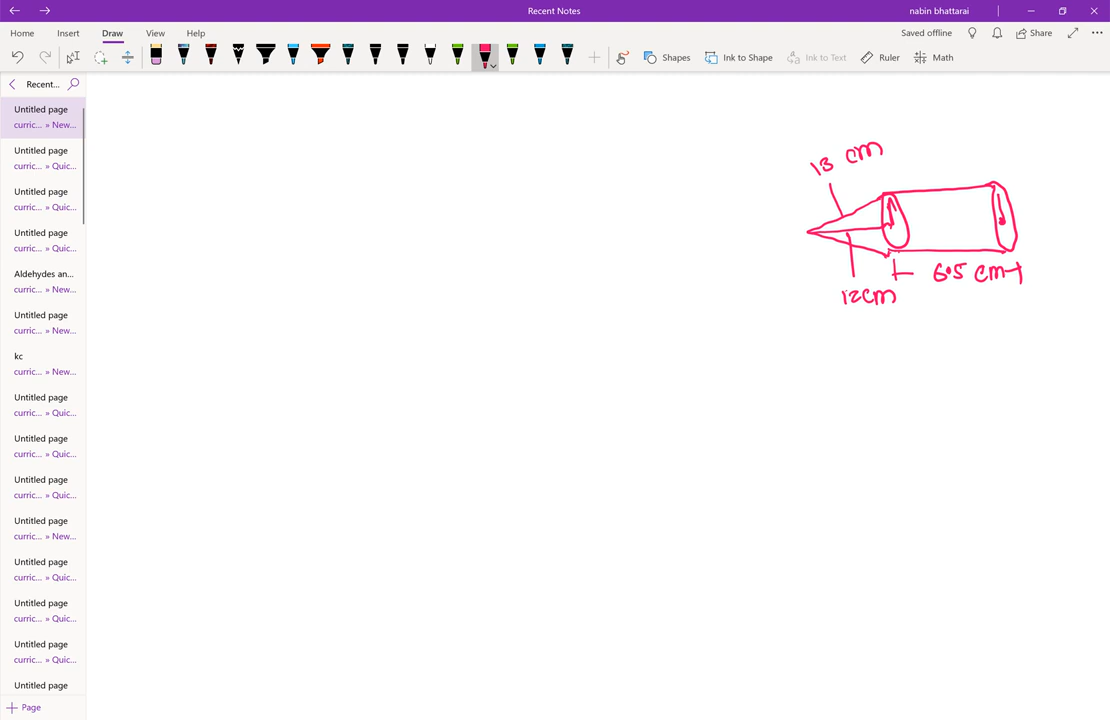 Recent Notes
nabin bhattarai
Home Insert Draw View Help
Saved offline
Share
Shapes
Ink to Shape
Ink to Text
Ruler
Math
Recent...
Untitled page
curric... » New...
Untitled page
curric... » Quic...
Untitled page
curric... » Quic...
Untitled page
curric... » Quic...
Aldehydes an...
curric... » New...
Untitled page
curric... » New...
kc
curric... » New...
Untitled page
curric... » Quic...
Untitled page
curric... » Quic...
Untitled page
curric... » Quic...
Untitled page
curric... » New...
Untitled page
curric... » Quic...
Untitled page
curric... » Quic...
Untitled page
curric... » Quic...
Untitled page
Page
13 cm
6.5 cm
12cm